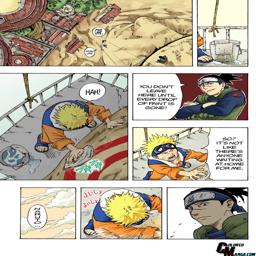 HAH!
YOU DON'T
LEAVE
HERE UNTIL
EVERY DROP
OF PAINT IS
GONE!
SO?
IT'S NOT
LIKE
THERE'S
ANYONE
WAITING
AT HOME
FOR ME.
COLORED
MANGA.COM